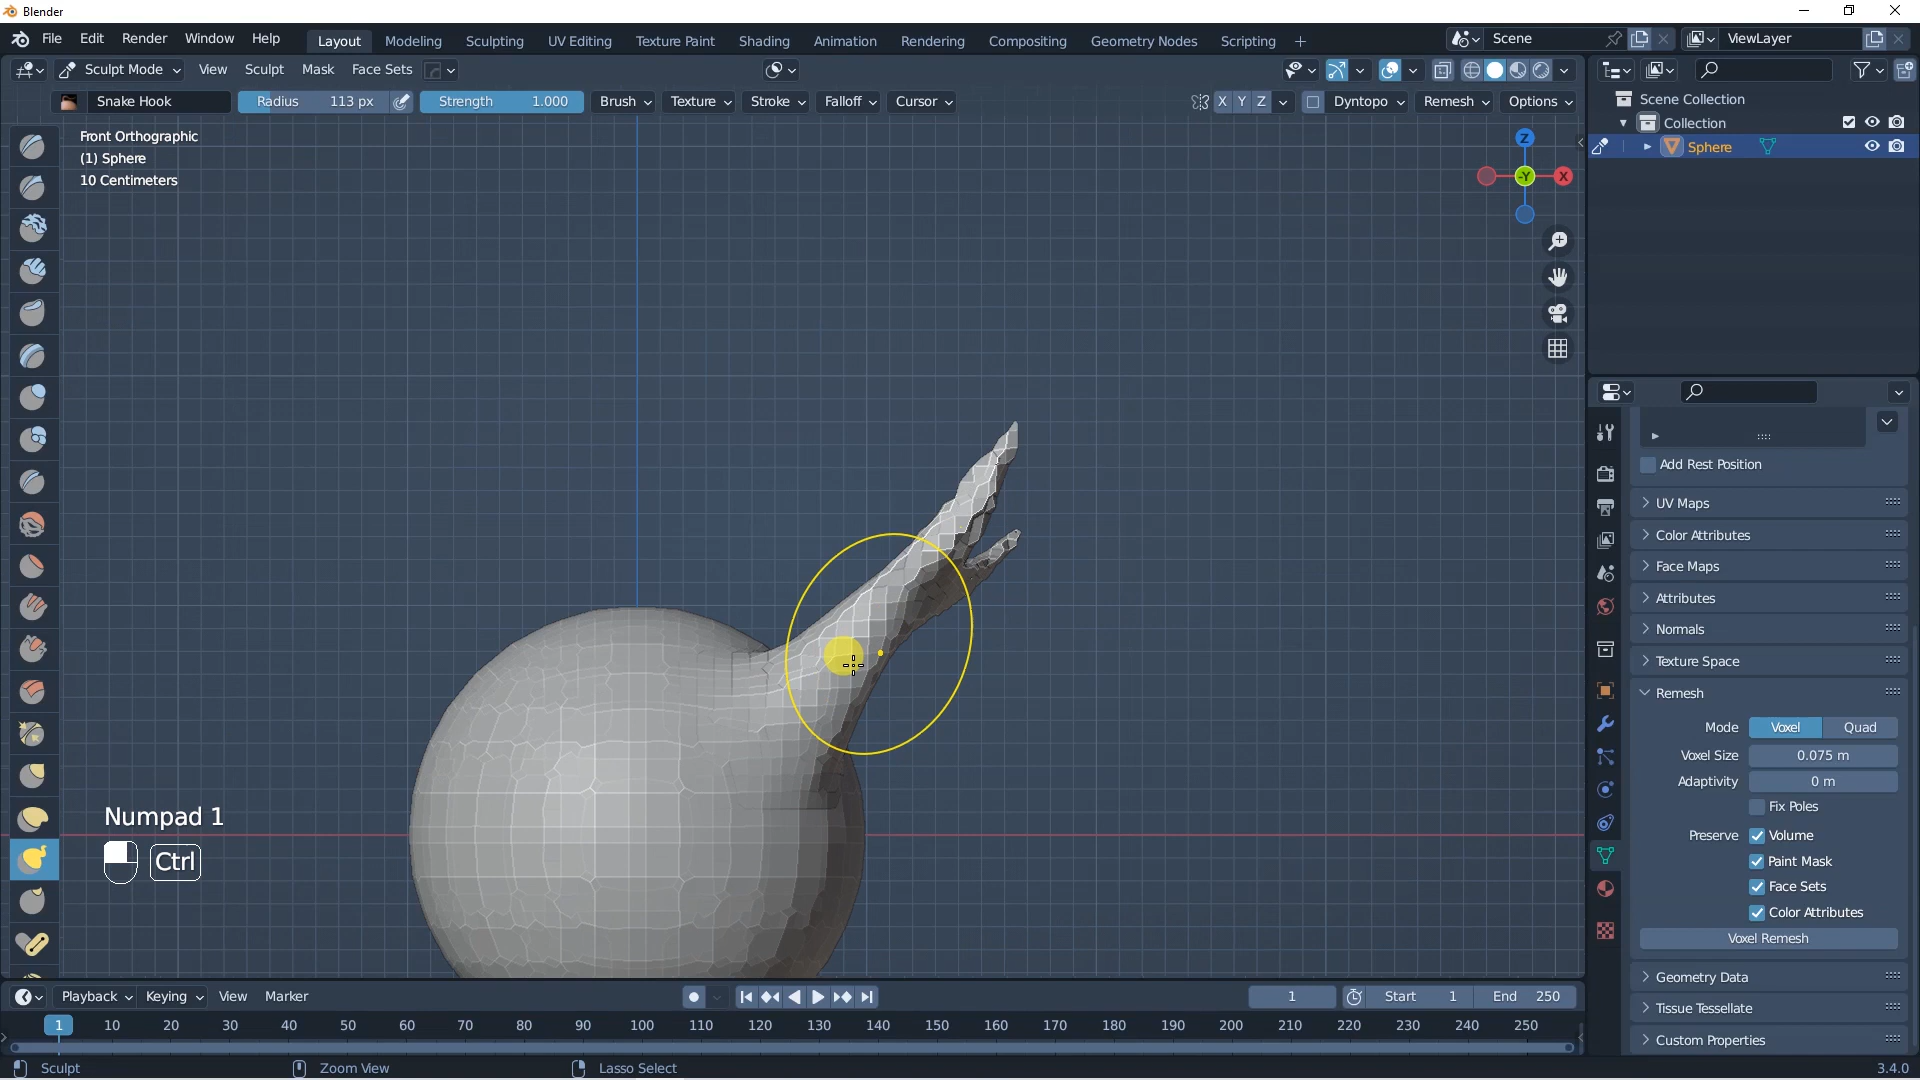 Blender
File Edit Render Window Help Layout Modeling Sculpting UV Editing Texture Paint Shading Animation Rendering Compositing Geometry Nodes Scripting + Scene ViewLayer
Sculpt Mode View Sculpt Mask Face Sets
Snake Hook Radius 113 px Strength 1.000 Brush Texture Stroke Falloff Cursor X Y Z Dyntopo Remesh Options
Scene Collection
Collection
Sphere
Front Orthographic
(1) Sphere
10 Centimeters
Z
-Y X
Add Rest Position
UV Maps
Color Attributes
Face Maps
Attributes
Normals
Texture Space
Remesh
Mode Voxel Quad
Voxel Size 0.075 m
Adaptivity 0 m
Fix Poles
Preserve Volume
Paint Mask
Face Sets
Color Attributes
Voxel Remesh
Geometry Data
Tissue Tessellate
Custom Properties
Numpad 1
Ctrl
Playback Keying View Marker 1 Start 1 End 250
1 10 20 30 40 50 60 70 80 90 100 110 120 130 140 150 160 170 180 190 200 210 220 230 240 250
Sculpt Zoom View Lasso Select 3.4.0